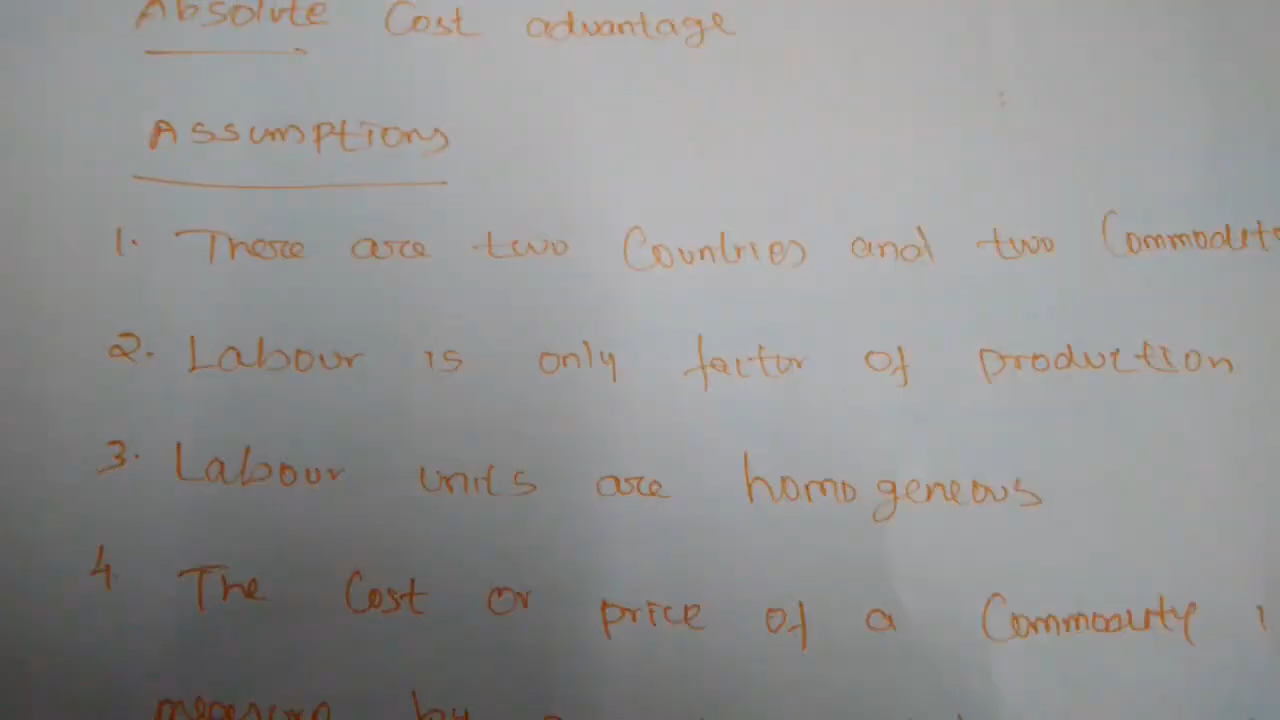 Absolute Cost advantage
Assumptions
1. There are two Countries and two
2. Labour is only factor of production
3. Labour units are homogeneous
4. The Cost or price of a Commodity
by